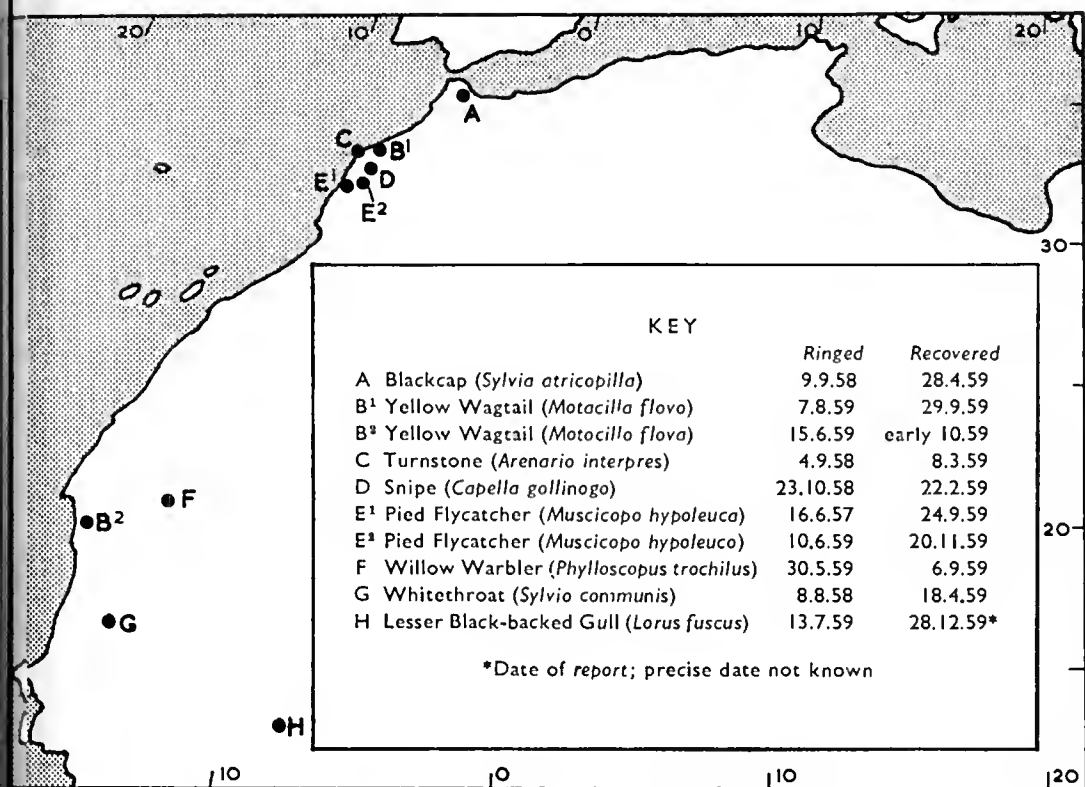 20 10 0 10 20
A
C B¹
D
E¹
E²
30
KEY
Ringed Recovered
A Blackcap (Sylvia atricopilla) 9.9.58 28.4.59
B¹ Yellow Wagtail (Motacilla flovo) 7.8.59 29.9.59
B² Yellow Wagtail (Motocillo flova) 15.6.59 early 10.59
C Turnstone (Arenario interpres) 4.9.58 8.3.59
D Snipe (Capella gollinogo) 23.10.58 22.2.59
E¹ Pied Flycatcher (Muscicopo hypoleuca) 16.6.57 24.9.59
E² Pied Flycatcher (Muscicopo hypoleuco) 10.6.59 20.11.59
F Willow Warbler (Phylloscopus trochilus) 30.5.59 6.9.59
G Whitethroat (Sylvio communis) 8.8.58 18.4.59
H Lesser Black-backed Gull (Lorus fuscus) 13.7.59 28.12.59*
*Date of report; precise date not known
F
B² 20
G
H
10 0 10 20